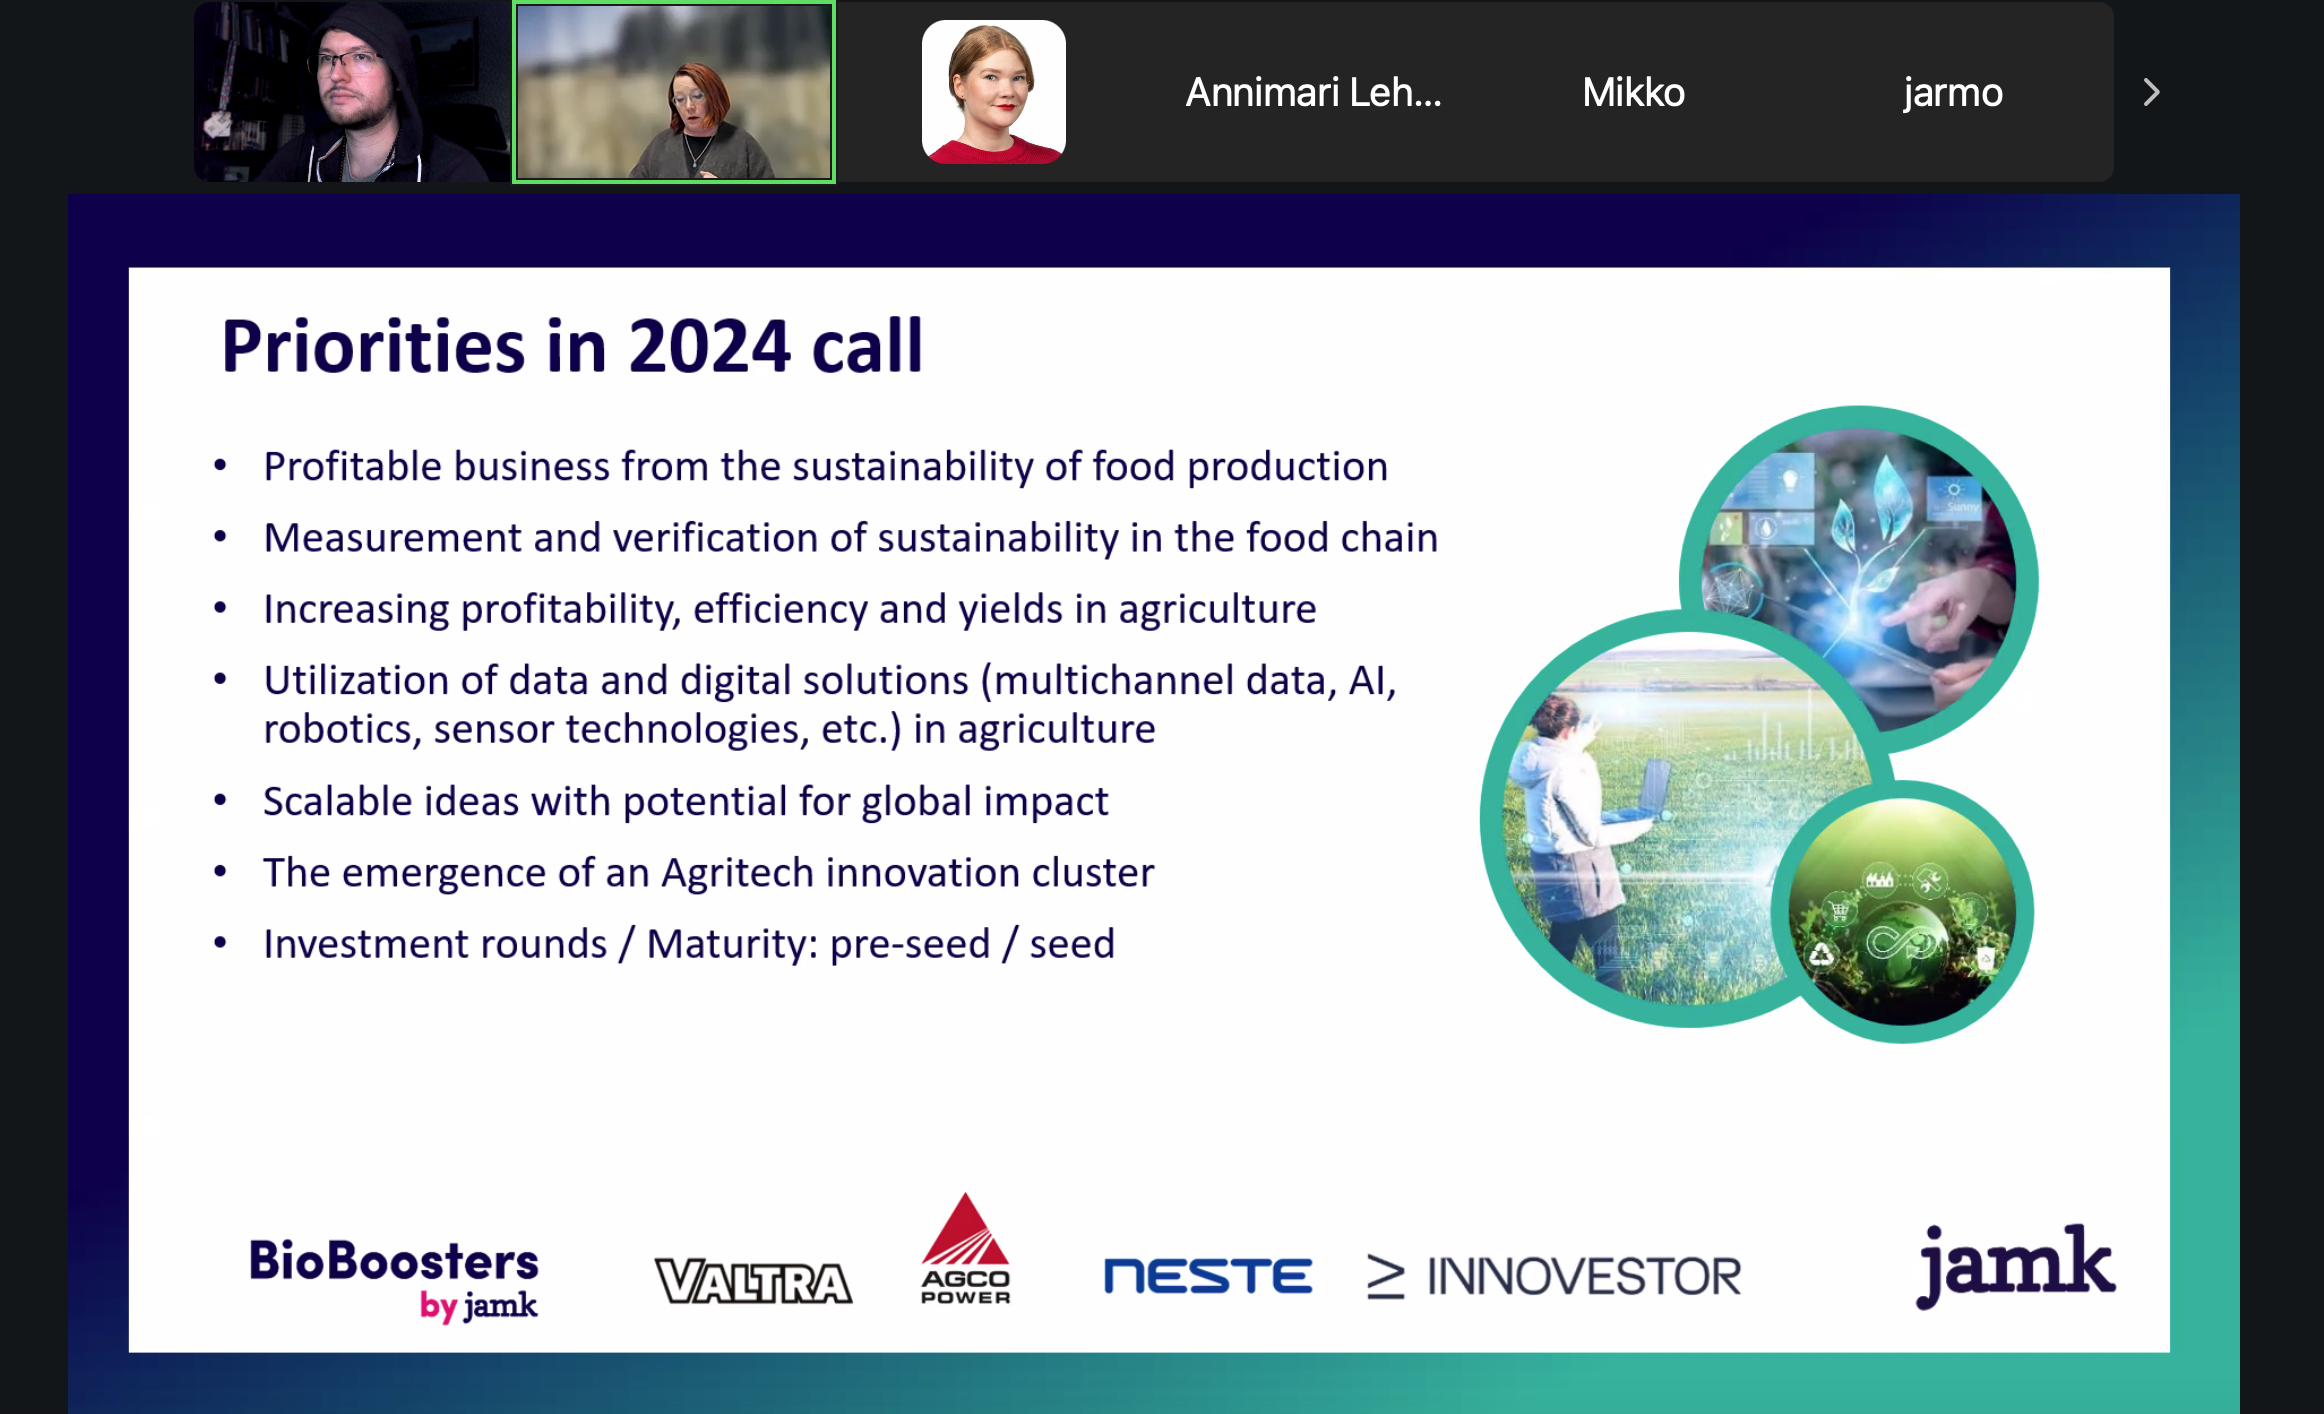 Annimari Leh...
Mikko
jarmo
Priorities in 2024 call
• Profitable business from the sustainability of food production
• Measurement and verification of sustainability in the food chain
• Increasing profitability, efficiency and yields in agriculture
• Utilization of data and digital solutions (multichannel data, AI,
robotics, sensor technologies, etc.) in agriculture
• Scalable ideas with potential for global impact
• The emergence of an Agritech innovation cluster
• Investment rounds / Maturity: pre-seed / seed
Sunny
BioBoosters
by jamk
VALTRA
AGCO
POWER
NESTE
≥ INNOVESTOR
jamk